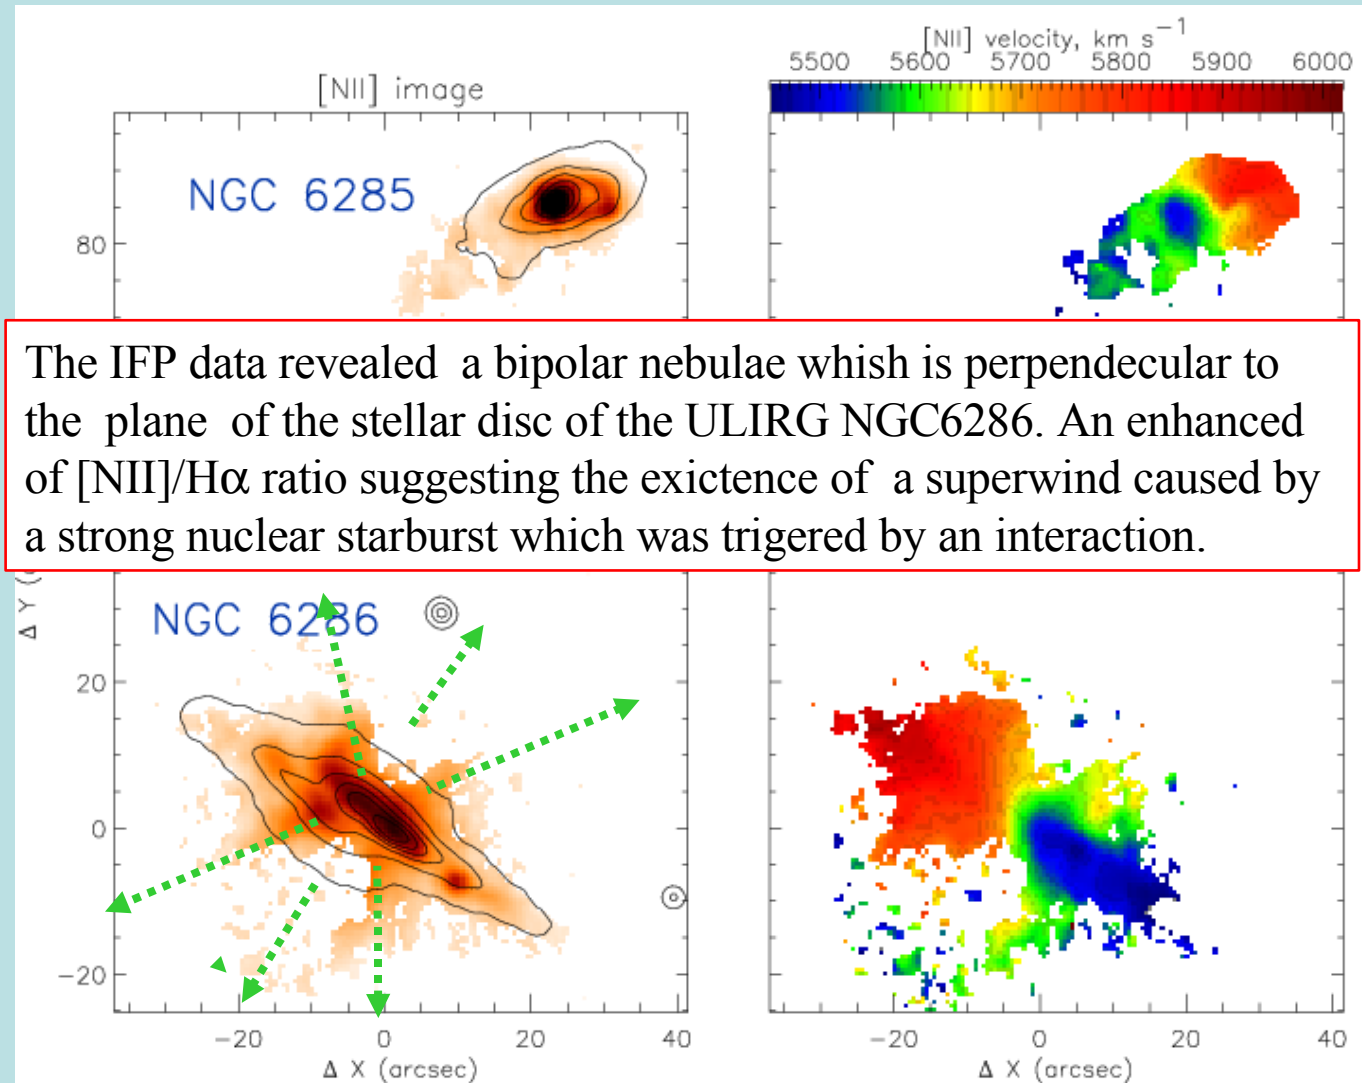 [NII] velocity, km s⁻¹
5500 5600 5700 5800 5900 6000
[NII] image
NGC 6285
80
The IFP data revealed a bipolar nebulae whish is perpendecular to
the plane of the stellar disc of the ULIRG NGC6286. An enhanced
of [NII]/Hα ratio suggesting the exictence of a superwind caused by
a strong nuclear starburst which was trigered by an interaction.
Δ Y
NGC 6286
20
0
−20
−20 0 20 40
Δ X (arcsec)
−20 0 20 40
Δ X (arcsec)